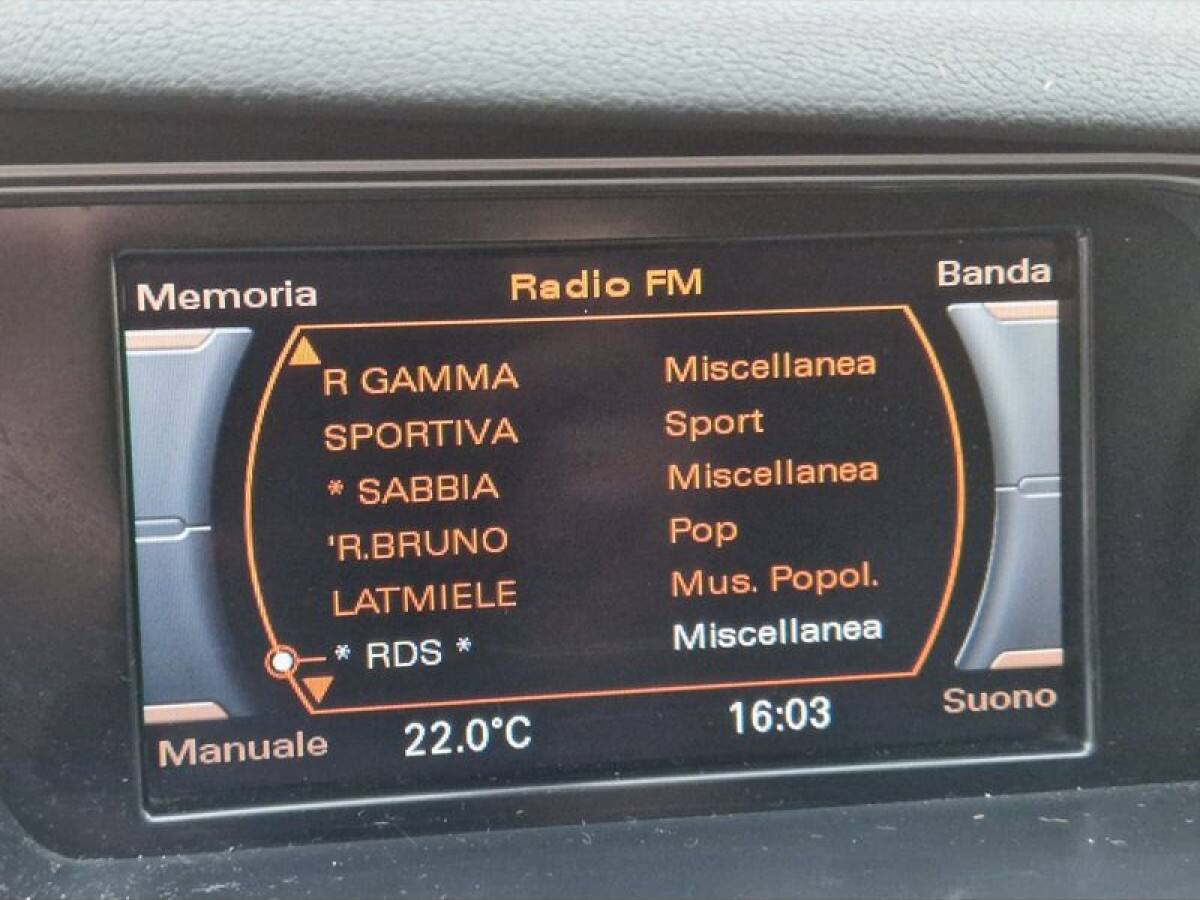 Memoria Radio FM Banda
R GAMMA Miscellanea
SPORTIVA Sport
* SABBIA Miscellanea
'R.BRUNO Pop
LATMIELE Mus. Popol.
* RDS * Miscellanea
Manuale 22.0°C 16:03 Suono